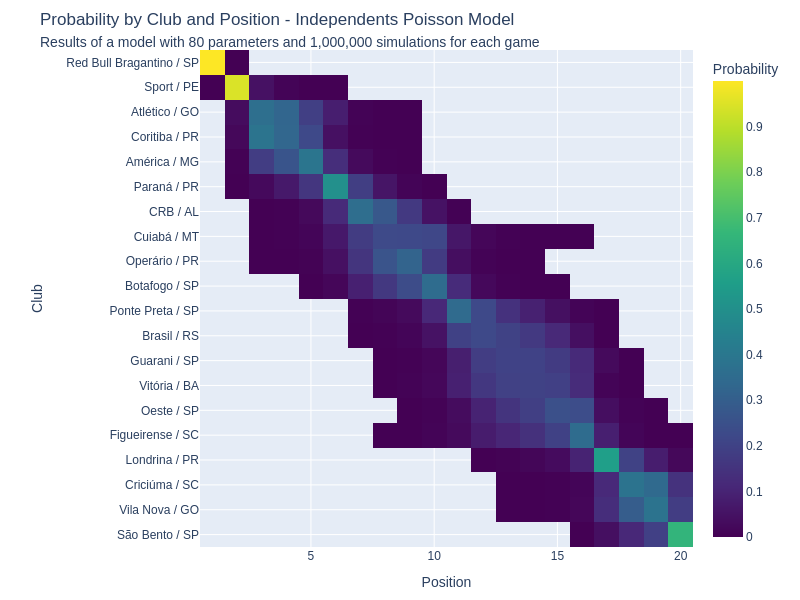 Probability by Club and Position - Independents Poisson Model
Results of a model with 80 parameters and 1,000,000 simulations for each game
Red Bull Bragantino / SP
Sport / PE
Atlético / GO
Coritiba / PR
América / MG
Paraná / PR
CRB / AL
Cuiabá / MT
Operário / PR
Botafogo / SP
Ponte Preta / SP
Brasil / RS
Guarani / SP
Vitória / BA
Oeste / SP
Figueirense / SC
Londrina / PR
Criciúma / SC
Vila Nova / GO
São Bento / SP
Club
5
10
15
20
Position
Probability
0.9
0.8
0.7
0.6
0.5
0.4
0.3
0.2
0.1
0